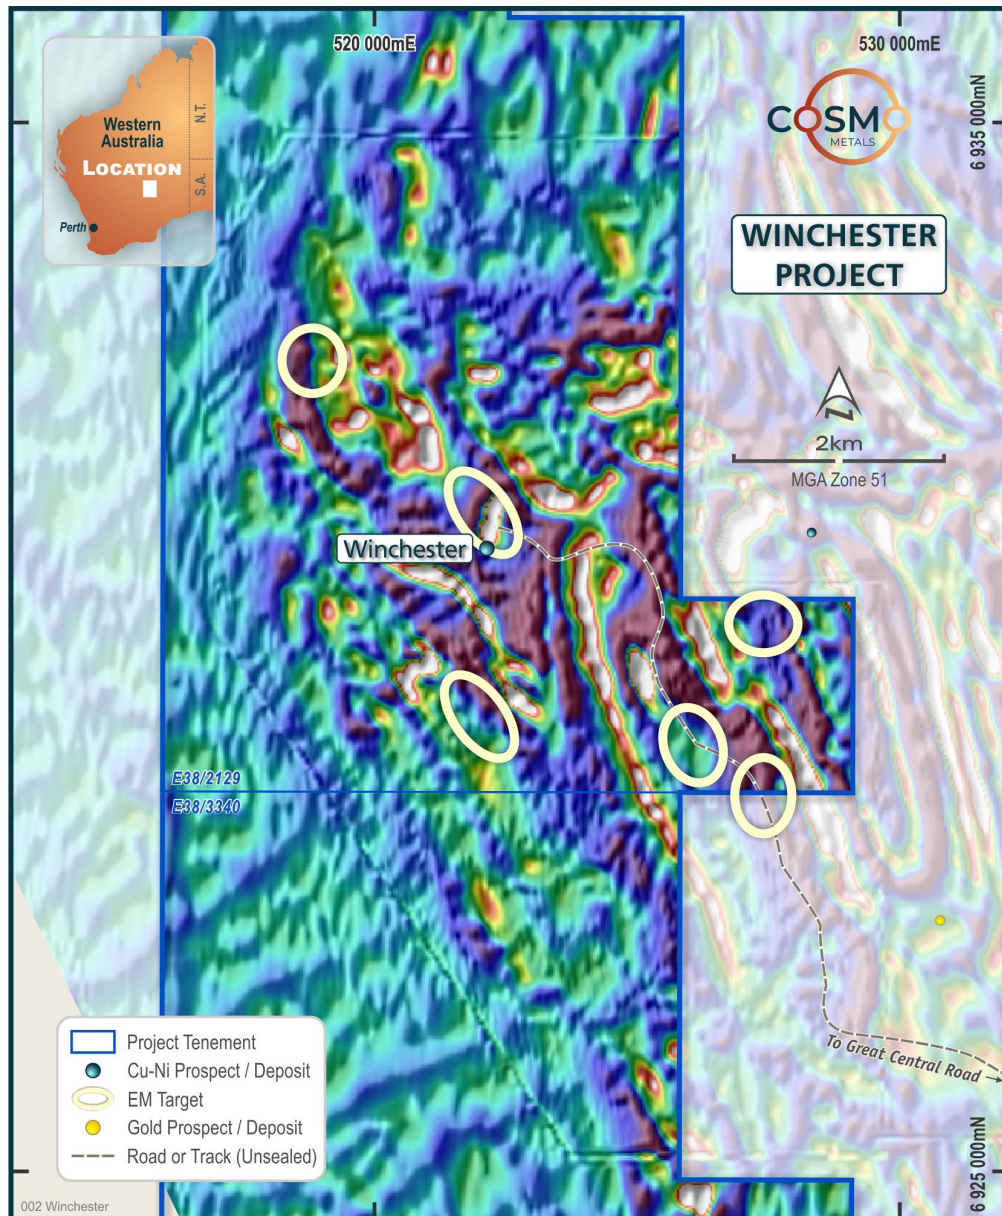 520 000mE
530 000mE
6 935 000mN
Western
Australia
LOCATION
N.T.
S.A.
Perth
COSMO
METALS
WINCHESTER
PROJECT
N
2km
MGA Zone 51
Winchester
E38/2129
E38/3340
Project Tenement
Cu-Ni Prospect / Deposit
EM Target
Gold Prospect / Deposit
Road or Track (Unsealed)
To Great Central Road →
6 925 000mN
002 Winchester